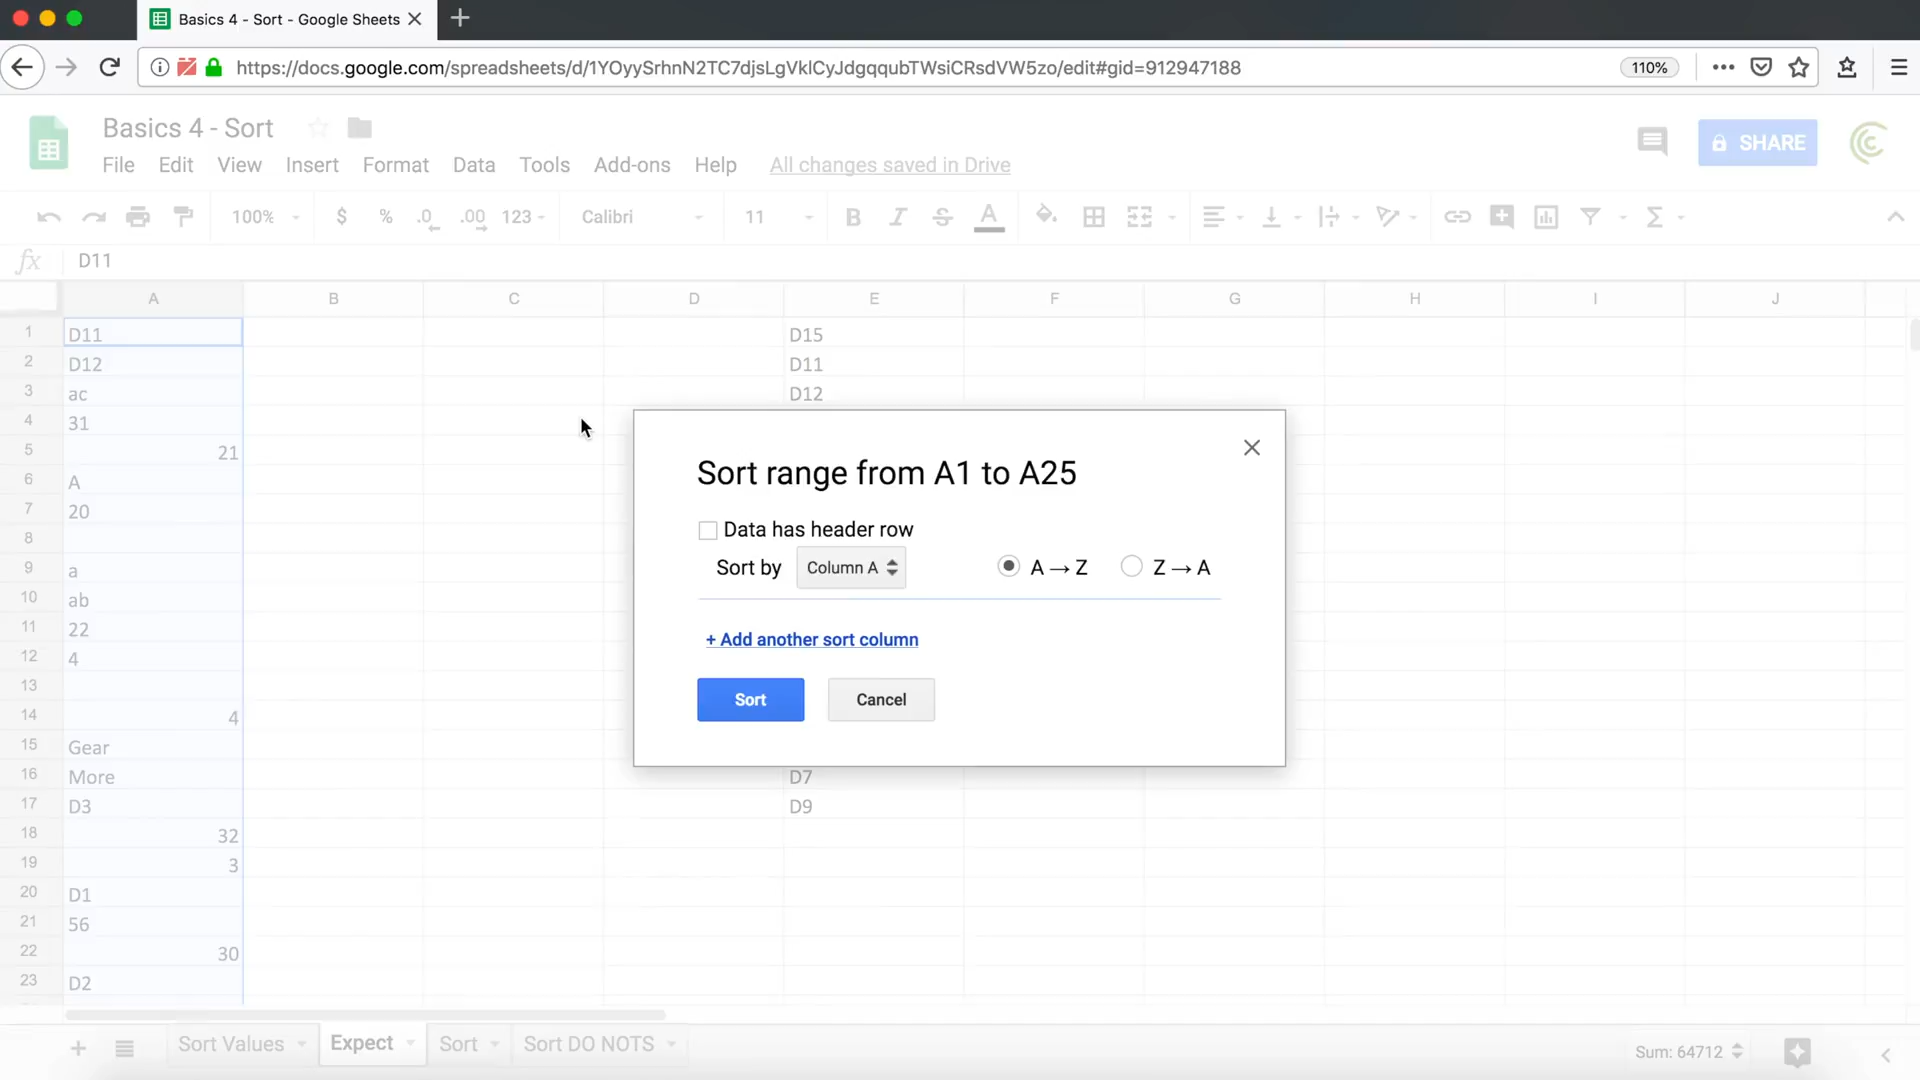 Basics 4 - Sort - Google Sheets
https://docs.google.com/spreadsheets/d/1YOyySrhnN2TC7djsLgVklCyJdgqqubTWsiCRsdVW5zo/edit#gid=912947188
110%
Basics 4 - Sort
File Edit View Insert Format Data Tools Add-ons Help All changes saved in Drive
SHARE
100% $ % .0 .00 123 Calibri 11 B I S A Σ
fx D11
A B C D E F G H I J
1 D11 D15
2 D12 D11
3 ac D12
4 31
5 21
6 A
7 20
8
9 a
10 ab
11 22
12 4
13
14 4
15 Gear
16 More D7
17 D3 D9
18 32
19 3
20 D1
21 56
22 30
23 D2
Sort range from A1 to A25
Data has header row
Sort by Column A A → Z Z → A
+ Add another sort column
Sort Cancel
Sort Values Expect Sort Sort DO NOTS
Sum: 64712